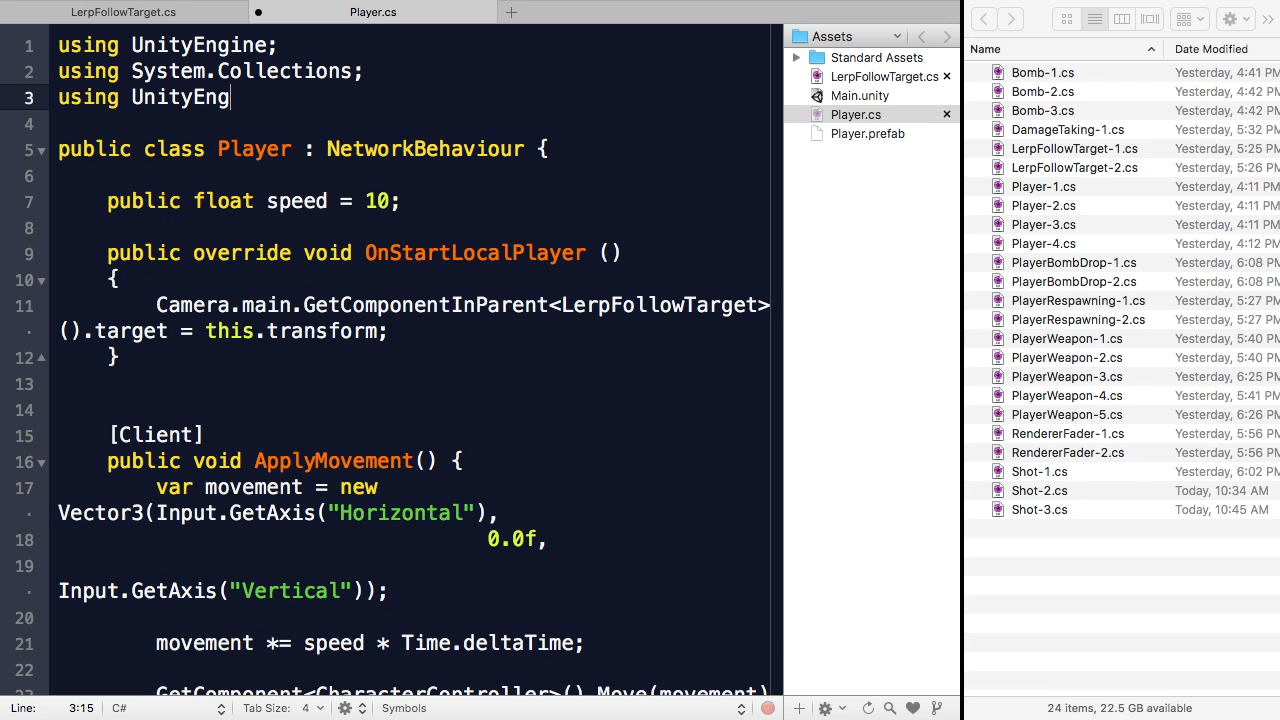 LerpFollowTarget.cs
Player.cs
1 using UnityEngine;
2 using System.Collections;
3 using UnityEng
4
5 public class Player : NetworkBehaviour {
6
7 public float speed = 10;
8
9 public override void OnStartLocalPlayer ()
10 {
11 Camera.main.GetComponentInParent<LerpFollowTarget>
().target = this.transform;
12 }
13
14
15 [Client]
16 public void ApplyMovement() {
17 var movement = new
Vector3(Input.GetAxis("Horizontal"),
18 0.0f,
19
Input.GetAxis("Vertical"));
20
21 movement *= speed * Time.deltaTime;
22
GetComponent<CharacterController>().Move(movement)
Line: 3:15 C# Tab Size: 4 Symbols
Assets
Standard Assets
LerpFollowTarget.cs
Main.unity
Player.cs
Player.prefab
Name Date Modified
Bomb-1.cs Yesterday, 4:41 PM
Bomb-2.cs Yesterday, 4:42 PM
Bomb-3.cs Yesterday, 4:42 PM
DamageTaking-1.cs Yesterday, 5:32 PM
LerpFollowTarget-1.cs Yesterday, 5:25 PM
LerpFollowTarget-2.cs Yesterday, 5:26 PM
Player-1.cs Yesterday, 4:11 PM
Player-2.cs Yesterday, 4:11 PM
Player-3.cs Yesterday, 4:11 PM
Player-4.cs Yesterday, 4:12 PM
PlayerBombDrop-1.cs Yesterday, 6:08 PM
PlayerBombDrop-2.cs Yesterday, 6:08 PM
PlayerRespawning-1.cs Yesterday, 5:27 PM
PlayerRespawning-2.cs Yesterday, 5:27 PM
PlayerWeapon-1.cs Yesterday, 5:40 PM
PlayerWeapon-2.cs Yesterday, 5:40 PM
PlayerWeapon-3.cs Yesterday, 6:25 PM
PlayerWeapon-4.cs Yesterday, 5:41 PM
PlayerWeapon-5.cs Yesterday, 6:26 PM
RendererFader-1.cs Yesterday, 5:56 PM
RendererFader-2.cs Yesterday, 5:56 PM
Shot-1.cs Yesterday, 6:02 PM
Shot-2.cs Today, 10:34 AM
Shot-3.cs Today, 10:45 AM
24 items, 22.5 GB available